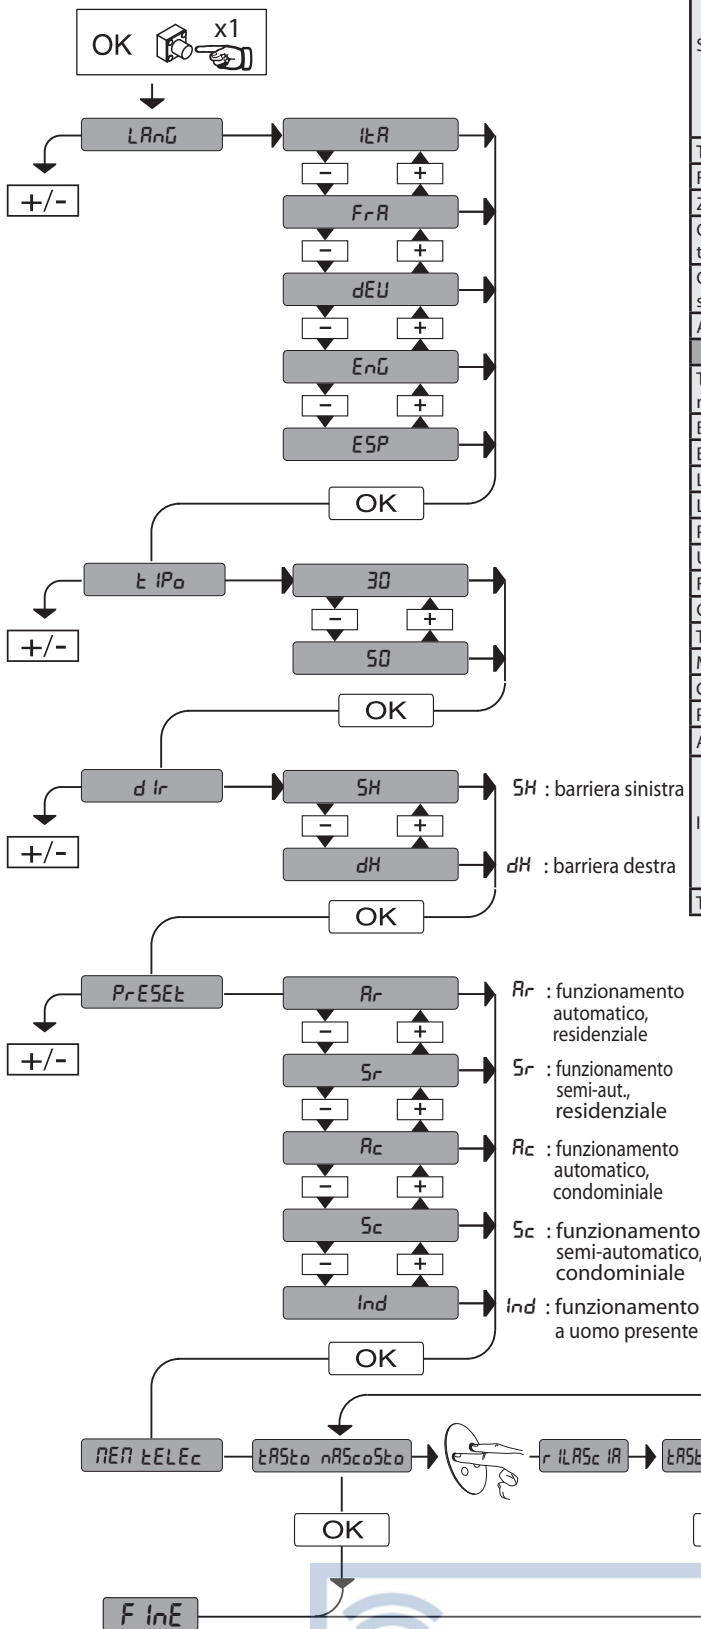 OK x1
LAnG ItA
+/-
- +
FrA
- +
dEU
- +
EnG
- +
ESP
OK
tIPo 30
- +
+/-
50
OK
dIr SH SH : barriera sinistra
- +
+/-
dH dH : barriera destra
OK
PrESEt Ar Ar : funzionamento
automatico,
residenziale
- +
+/-
Sr Sr : funzionamento
semi-aut.,
residenziale
- +
Ac Ac : funzionamento
automatico,
condominiale
- +
Sc Sc : funzionamento
semi-automatico,
condominiale
- +
Ind Ind : funzionamento
a uomo presente
OK
MEM tELEc tASto nAScoSto rILAScIA tASt
OK
FInE